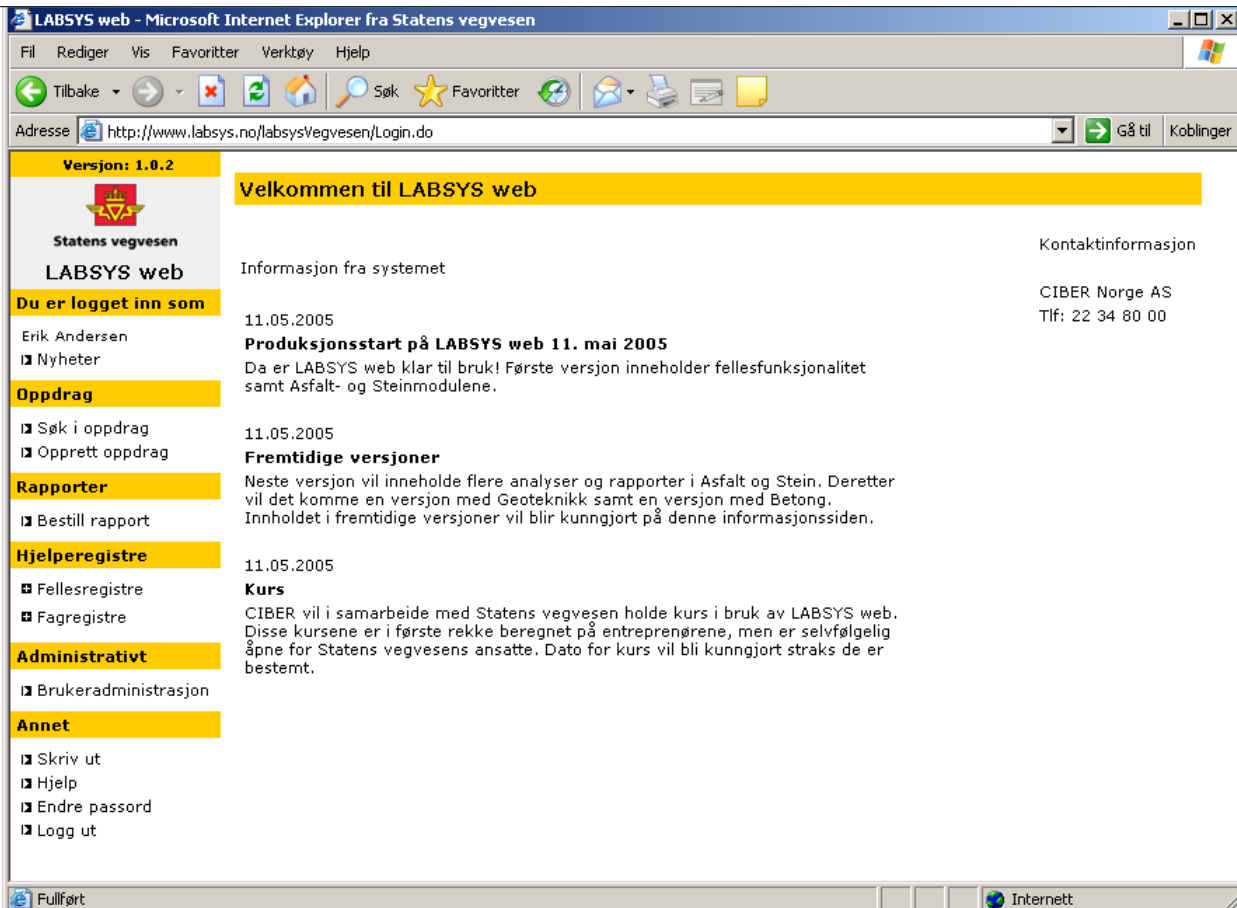 LABSYS web - Microsoft Internet Explorer fra Statens vegvesen
Fil Rediger Vis Favoritter Verktøy Hjelp
Tilbake Søk Favoritter
Adresse http://www.labsys.no/labsysVegvesen/Login.do Gå til Koblinger
Versjon: 1.0.2
Statens vegvesen
LABSYS web
Du er logget inn som
Erik Andersen
Nyheter
Oppdrag
Søk i oppdrag
Opprett oppdrag
Rapporter
Bestill rapport
Hjelperegistre
Fellesregistre
Fagregistre
Administrativt
Brukeradministrasjon
Annet
Skriv ut
Hjelp
Endre passord
Logg ut
Velkommen til LABSYS web
Informasjon fra systemet
11.05.2005
Produksjonsstart på LABSYS web 11. mai 2005
Da er LABSYS web klar til bruk! Første versjon inneholder fellesfunksjonalitet
samt Asfalt- og Steinmodulene.
11.05.2005
Fremtidige versjoner
Neste versjon vil inneholde flere analyser og rapporter i Asfalt og Stein. Deretter
vil det komme en versjon med Geoteknikk samt en versjon med Betong.
Innholdet i fremtidige versjoner vil blir kunngjort på denne informasjonssiden.
11.05.2005
Kurs
CIBER vil i samarbeide med Statens vegvesen holde kurs i bruk av LABSYS web.
Disse kursene er i første rekke beregnet på entreprenørene, men er selvfølgelig
åpne for Statens vegvesens ansatte. Dato for kurs vil bli kunngjort straks de er
bestemt.
Kontaktinformasjon
CIBER Norge AS
Tlf: 22 34 80 00
Fullført Internett